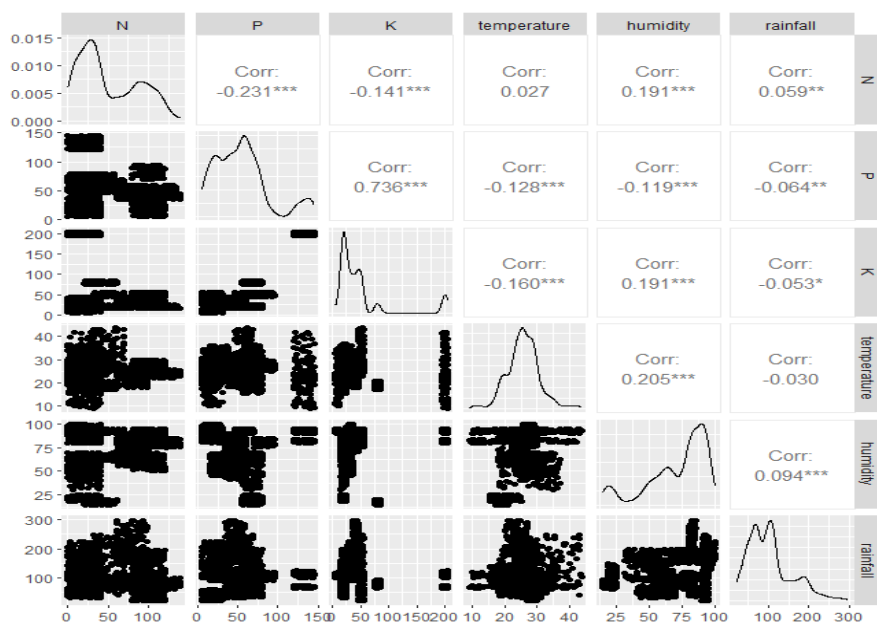 N P K temperature humidity rainfall
0.015
0.010
0.005
0.000
Corr:
-0.231***
Corr:
-0.141***
Corr:
0.027
Corr:
0.191***
Corr:
0.059**
N
150
100
50
0
Corr:
0.736***
Corr:
-0.128***
Corr:
-0.119***
Corr:
-0.064**
P
200
150
100
50
0
Corr:
-0.160***
Corr:
0.191***
Corr:
-0.053*
K
40
30
20
10
Corr:
0.205***
Corr:
-0.030
temperature
100
75
50
25
Corr:
0.094***
humidity
300
200
100
rainfall
0 50 100 0 50 100 150 0 50 100 150 200 10 20 30 40 25 50 75 100 100 200 300